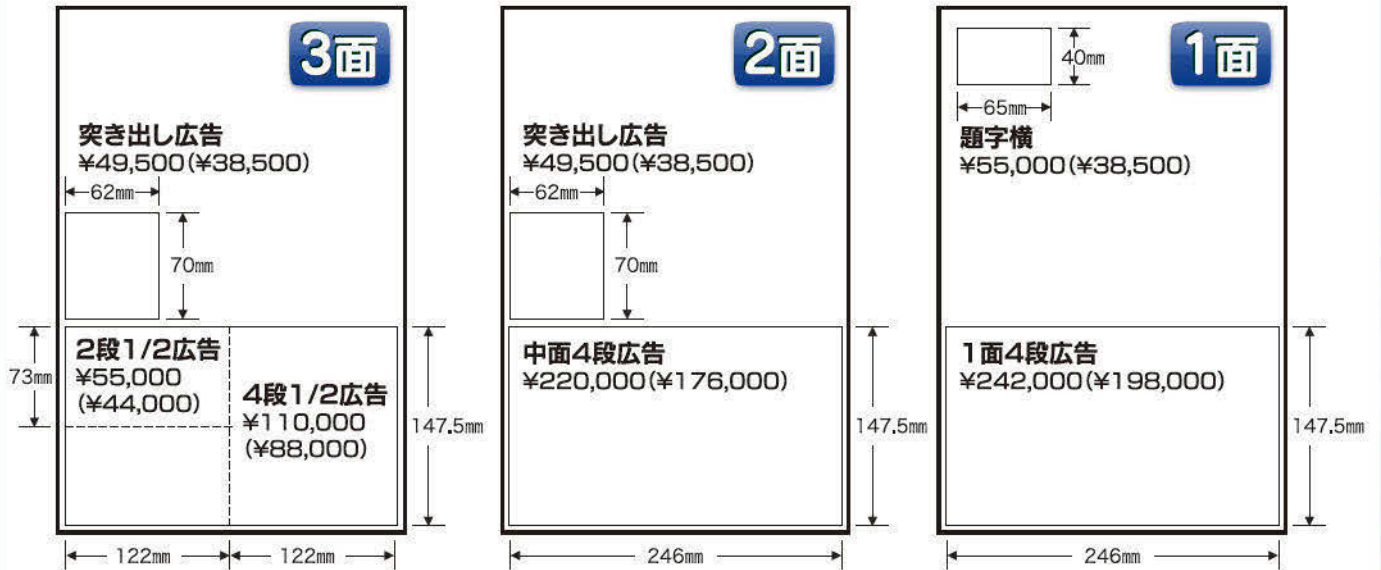 3面
突き出し広告
¥49,500(¥38,500)
62㎜
70㎜
2段1/2広告
¥55,000
(¥44,000)
73㎜
4段1/2広告
¥110,000
(¥88,000)
147.5㎜
122㎜
122㎜
2面
突き出し広告
¥49,500(¥38,500)
62㎜
70㎜
中面4段広告
¥220,000(¥176,000)
147.5㎜
246㎜
1面
40㎜
65㎜
題字横
¥55,000(¥38,500)
1面4段広告
¥242,000(¥198,000)
147.5㎜
246㎜